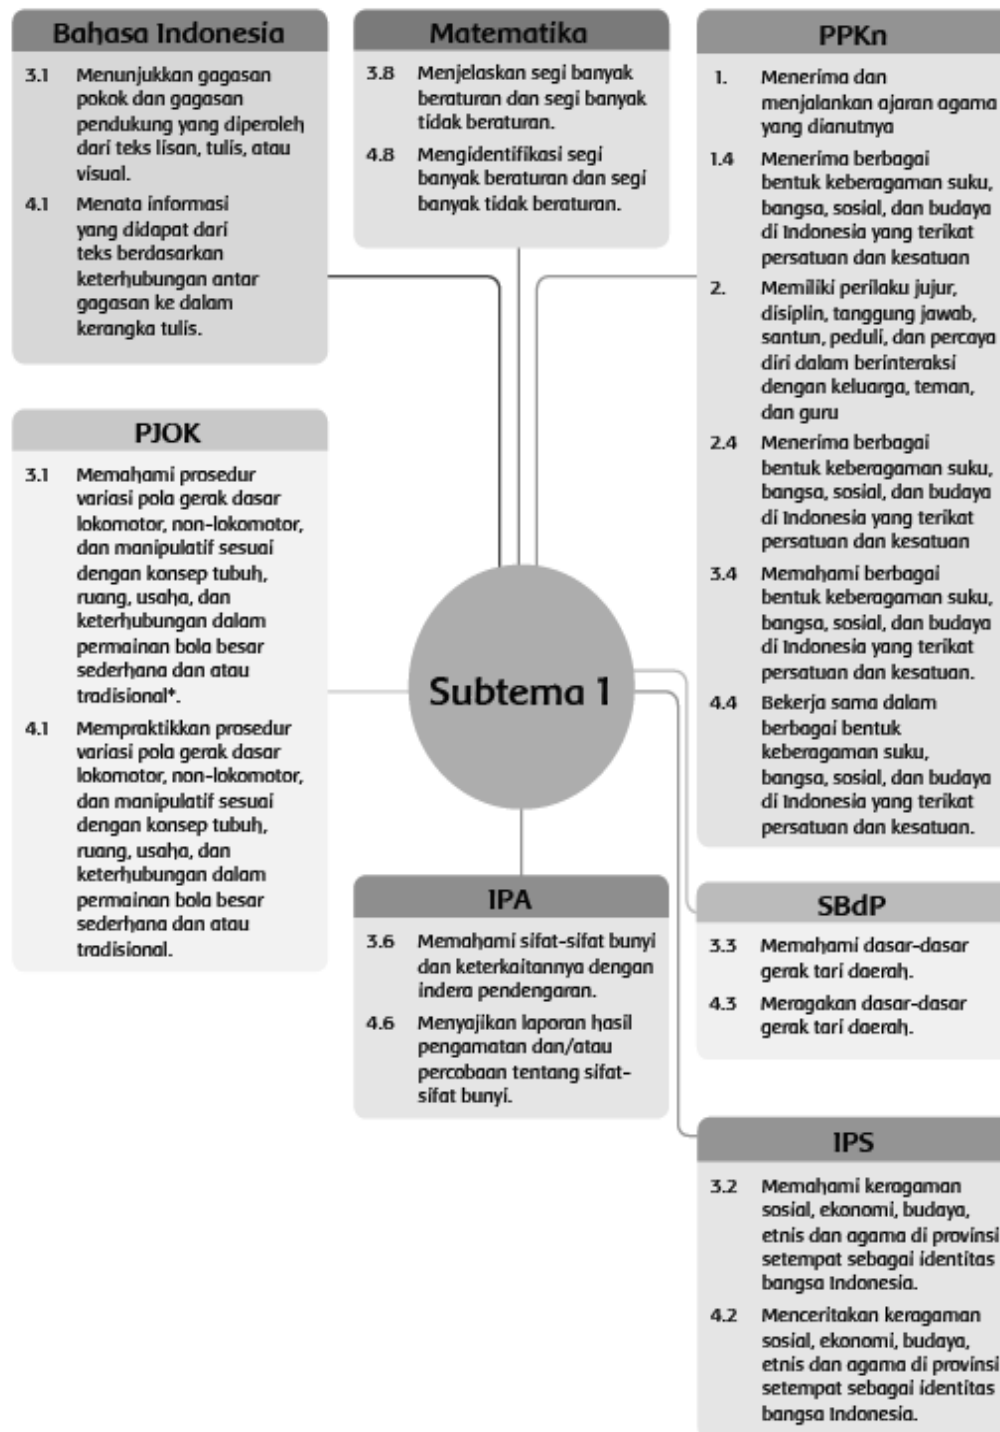 Bahasa Indonesia
3.1 Menunjukkan gagasan
pokok dan gagasan
pendukung yang diperoleh
dari teks lisan, tulis, atau
visual.
4.1 Menata informasi
yang didapat dari
teks berdasarkan
keterhubungan antar
gagasan ke dalam
kerangka tulis.
Matematika
3.8 Menjelaskan segi banyak
beraturan dan segi banyak
tidak beraturan.
4.8 Mengidentifikasi segi
banyak beraturan dan segi
banyak tidak beraturan.
PPKn
1. Menerima dan
menjalankan ajaran agama
yang dianutnya
1.4 Menerima berbagai
bentuk keberagaman suku,
bangsa, sosial, dan budaya
di Indonesia yang terikat
persatuan dan kesatuan
2. Memiliki perilaku jujur,
disiplin, tanggung jawab,
santun, peduli, dan percaya
diri dalam berinteraksi
dengan keluarga, teman,
dan guru
2.4 Menerima berbagai
bentuk keberagaman suku,
bangsa, sosial, dan budaya
di Indonesia yang terikat
persatuan dan kesatuan
3.4 Memahami berbagai
bentuk keberagaman suku,
bangsa, sosial, dan budaya
di Indonesia yang terikat
persatuan dan kesatuan.
4.4 Bekerja sama dalam
berbagai bentuk
keberagaman suku,
bangsa, sosial, dan budaya
di Indonesia yang terikat
persatuan dan kesatuan.
PJOK
3.1 Memahami prosedur
variasi pola gerak dasar
lokomotor, non-lokomotor,
dan manipulatif sesuai
dengan konsep tubuh,
ruang, usaha, dan
keterhubungan dalam
permainan bola besar
sederhana dan atau
tradisional*.
4.1 Mempraktikkan prosedur
variasi pola gerak dasar
lokomotor, non-lokomotor,
dan manipulatif sesuai
dengan konsep tubuh,
ruang, usaha, dan
keterhubungan dalam
permainan bola besar
sederhana dan atau
tradisional.
Subtema 1
IPA
3.6 Memahami sifat-sifat bunyi
dan keterkaitannya dengan
indera pendengaran.
4.6 Menyajikan laporan hasil
pengamatan dan/atau
percobaan tentang sifat-
sifat bunyi.
SBdP
3.3 Memahami dasar-dasar
gerak tari daerah.
4.3 Meragakan dasar-dasar
gerak tari daerah.
IPS
3.2 Memahami keragaman
sosial, ekonomi, budaya,
etnis dan agama di provinsi
setempat sebagai identitas
bangsa Indonesia.
4.2 Menceritakan keragaman
sosial, ekonomi, budaya,
etnis dan agama di provinsi
setempat sebagai identitas
bangsa Indonesia.